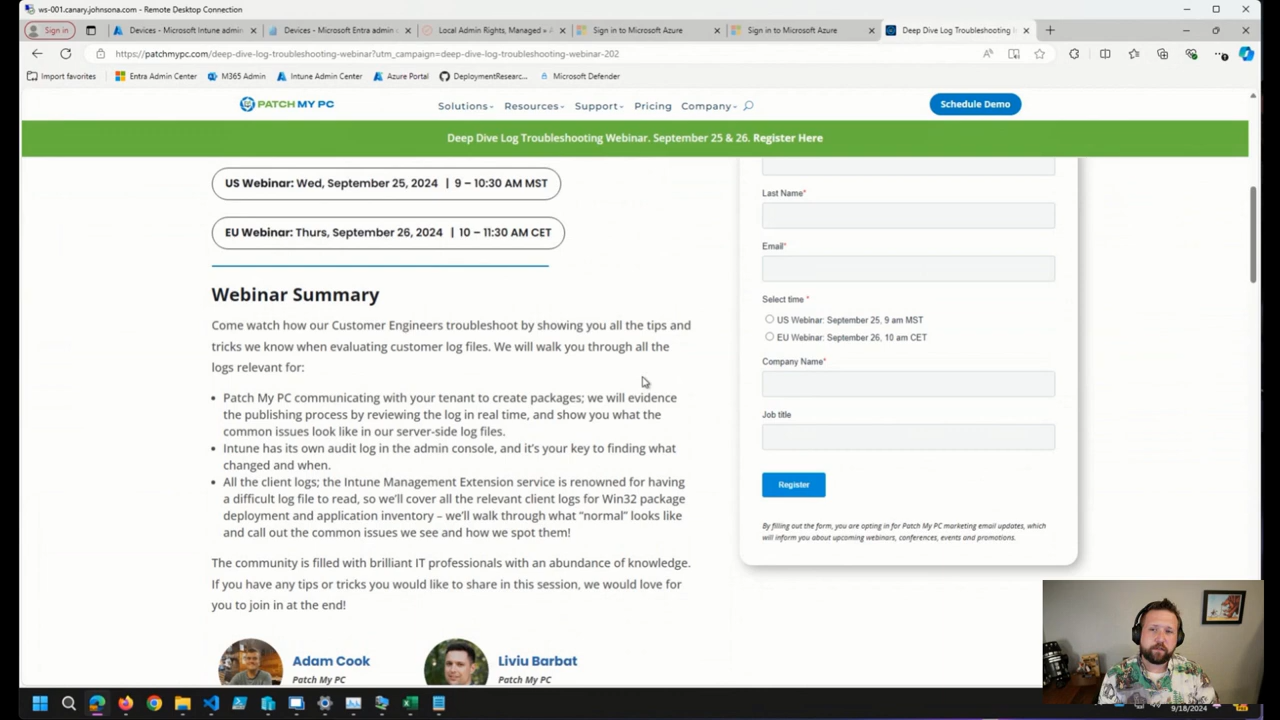 ws-001.canary.johnsona.com - Remote Desktop Connection
Sign in
Devices - Microsoft Intune admin
Devices - Microsoft Entra admin c
Local Admin Rights, Managed » A
Sign in to Microsoft Azure
Sign in to Microsoft Azure
Deep Dive Log Troubleshooting
https://patchmypc.com/deep-dive-log-troubleshooting-webinar?utm_campaign=deep-dive-log-troubleshooting-webinar-202
Import favorites
Entra Admin Center
M365 Admin
Intune Admin Center
Azure Portal
DeploymentResearc...
Microsoft Defender
PATCH MY PC
Solutions
Resources
Support
Pricing
Company
Schedule Demo
Deep Dive Log Troubleshooting Webinar. September 25 & 26. Register Here
US Webinar: Wed, September 25, 2024 | 9 – 10:30 AM MST
EU Webinar: Thurs, September 26, 2024 | 10 – 11:30 AM CET
Webinar Summary
Come watch how our Customer Engineers troubleshoot by showing you all the tips and
tricks we know when evaluating customer log files. We will walk you through all the
logs relevant for:
• Patch My PC communicating with your tenant to create packages; we will evidence
the publishing process by reviewing the log in real time, and show you what the
common issues look like in our server-side log files.
• Intune has its own audit log in the admin console, and it's your key to finding what
changed and when.
• All the client logs; the Intune Management Extension service is renowned for having
a difficult log file to read, so we'll cover all the relevant client logs for Win32 package
deployment and application inventory – we'll walk through what “normal” looks like
and call out the common issues we see and how we spot them!
The community is filled with brilliant IT professionals with an abundance of knowledge.
If you have any tips or tricks you would like to share in this session, we would love for
you to join in at the end!
Adam Cook
Patch My PC
Liviu Barbat
Patch My PC
Last Name*
Email*
Select time *
US Webinar: September 25, 9 am MST
EU Webinar: September 26, 10 am CET
Company Name*
Job title
Register
By filling out the form, you are opting in for Patch My PC marketing email updates, which
will inform you about upcoming webinars, conferences, events and promotions.
9/18/2024